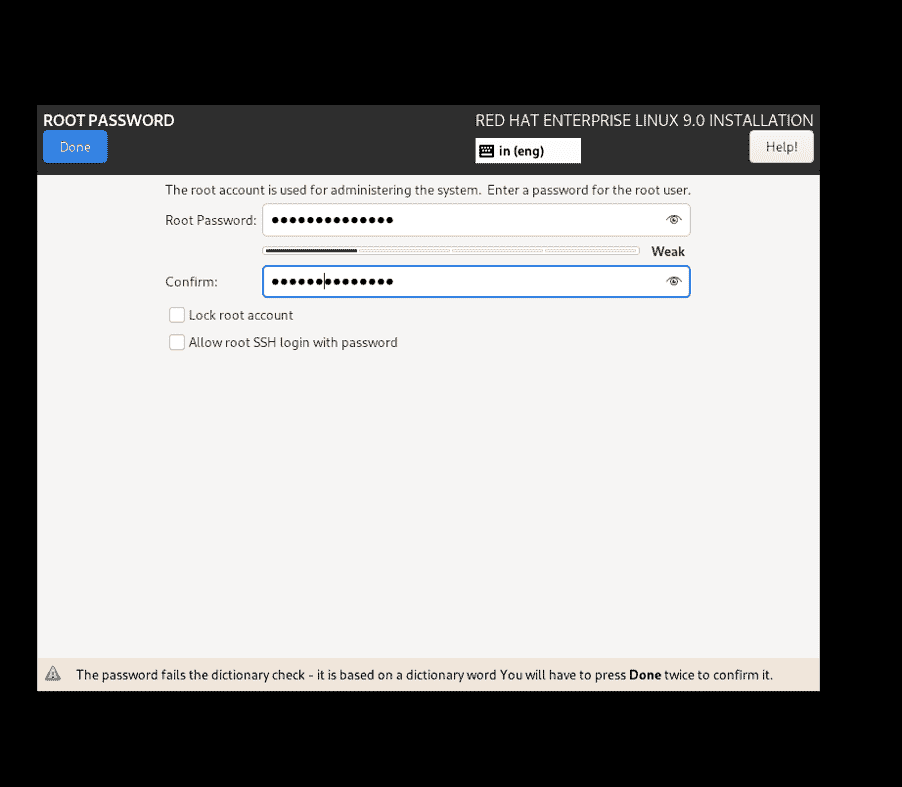 ROOT PASSWORD
RED HAT ENTERPRISE LINUX 9.0 INSTALLATION
Done
in (eng)
Help!
The root account is used for administering the system. Enter a password for the root user.
Root Password: ●●●●●●●●●●●●●●
Weak
Confirm: ●●●●●●●●●●●●●●
Lock root account
Allow root SSH login with password
The password fails the dictionary check - it is based on a dictionary word You will have to press Done twice to confirm it.